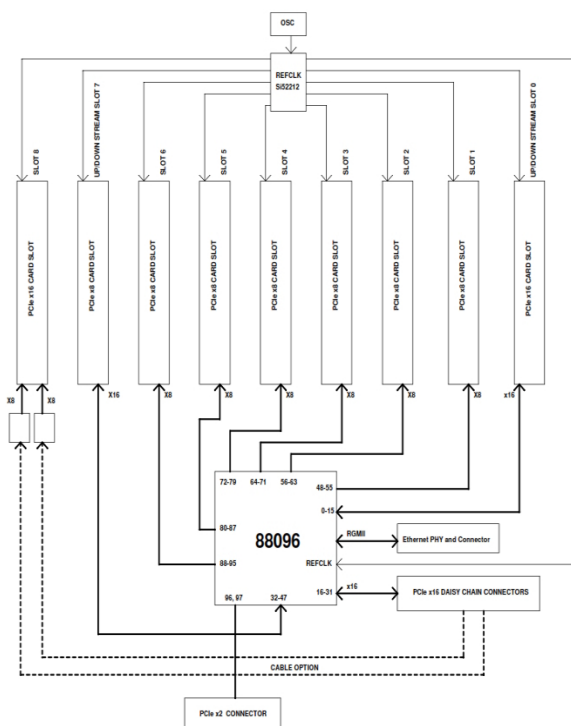 OSC
REFCLK
Si52212
SLOT 8
UP/DOWN STREAM SLOT 7
SLOT 6
SLOT 5
SLOT 4
SLOT 3
SLOT 2
SLOT 1
UP/DOWN STREAM SLOT 0
PCIe x16 CARD SLOT
PCIe x8 CARD SLOT
PCIe x8 CARD SLOT
PCIe x8 CARD SLOT
PCIe x8 CARD SLOT
PCIe x8 CARD SLOT
PCIe x8 CARD SLOT
PCIe x8 CARD SLOT
PCIe x16 CARD SLOT
X8 X8 X16 X8 X8 X8 X8 X8 X8 x16
72-79 64-71 56-63
48-55
0-15
80-87
88096
RGMII
Ethernet PHY and Connector
88-95
REFCLK
96, 97 32-47
16-31
x16
PCIe x16 DAISY CHAIN CONNECTORS
CABLE OPTION
PCIe x2 CONNECTOR